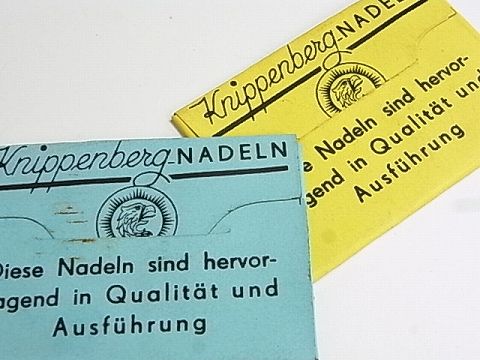 Knippenberg-NADELN
se Nadeln sind hervor-
agend in Qualität und
Ausführung
Knippenberg-NADELN
Diese Nadeln sind hervor-
agend in Qualität und
Ausführung